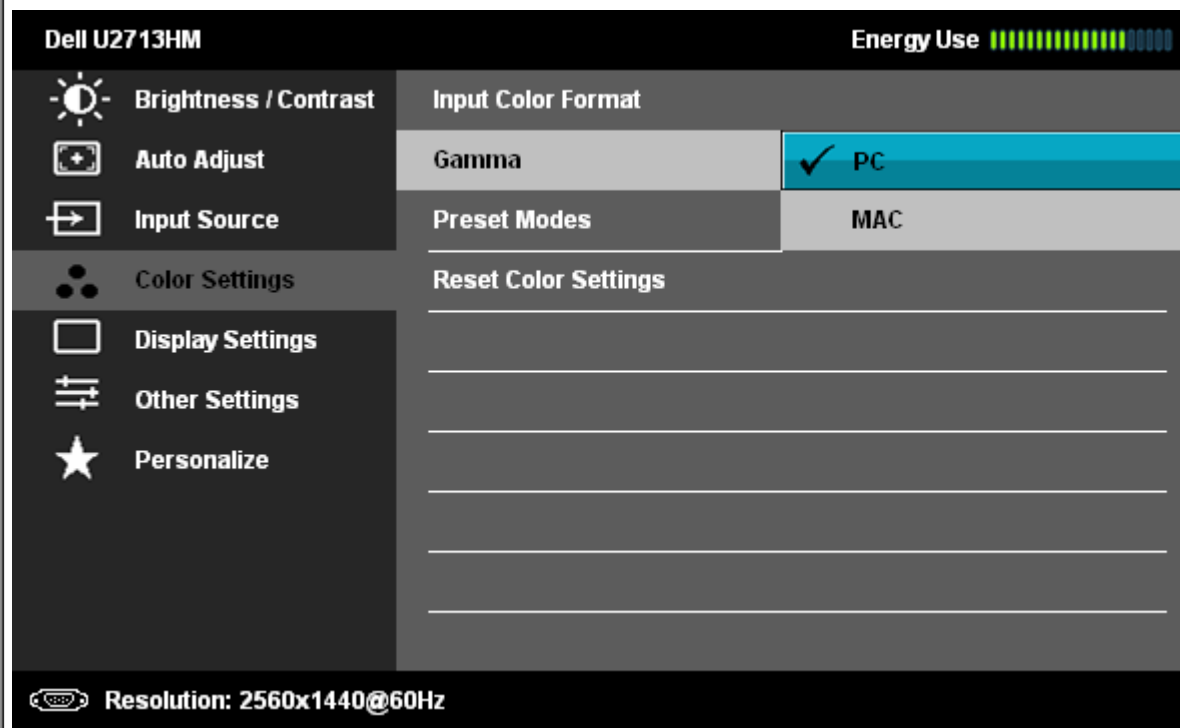 Dell U2713HM Energy Use
Brightness / Contrast Input Color Format
Auto Adjust Gamma PC
Input Source Preset Modes MAC
Color Settings Reset Color Settings
Display Settings
Other Settings
Personalize
Resolution: 2560x1440@60Hz